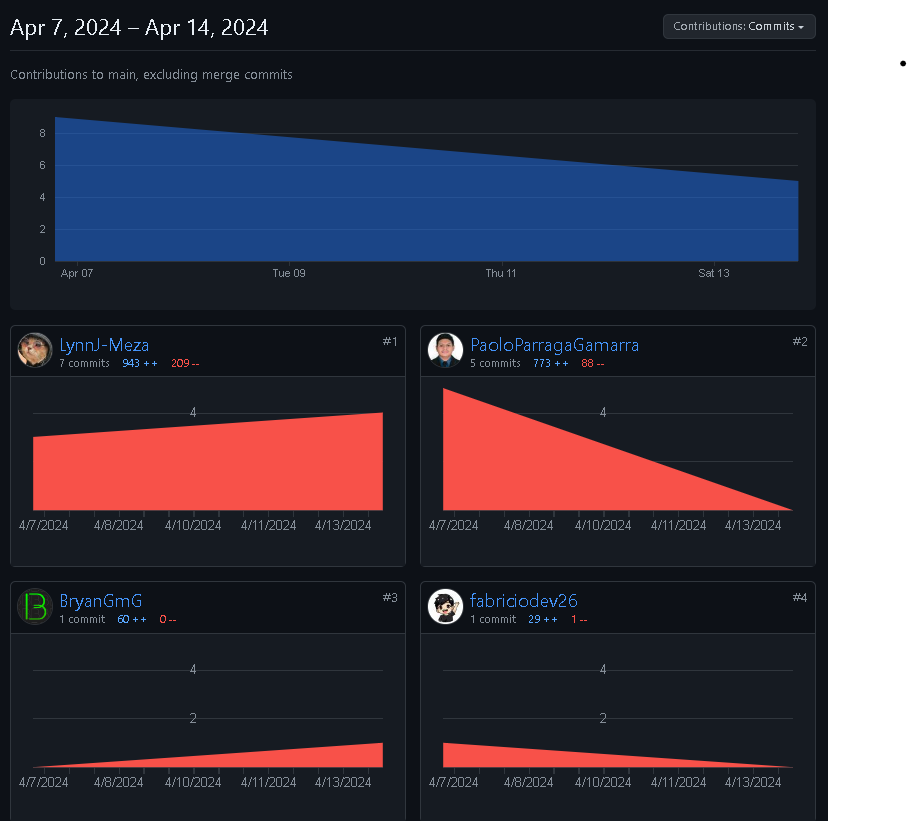 Apr 7, 2024 – Apr 14, 2024
Contributions: Commits
Contributions to main, excluding merge commits
8
6
4
2
0
Apr 07 Tue 09 Thu 11 Sat 13
LynnJ-Meza #1
7 commits 943 ++ 209 --
4
4/7/2024 4/8/2024 4/10/2024 4/11/2024 4/13/2024
PaoloParragaGamarra #2
5 commits 773 ++ 88 --
4
4/7/2024 4/8/2024 4/10/2024 4/11/2024 4/13/2024
BryanGmG #3
1 commit 60 ++ 0 --
4
2
4/7/2024 4/8/2024 4/10/2024 4/11/2024 4/13/2024
fabriciodev26 #4
1 commit 29 ++ 1 --
4
2
4/7/2024 4/8/2024 4/10/2024 4/11/2024 4/13/2024